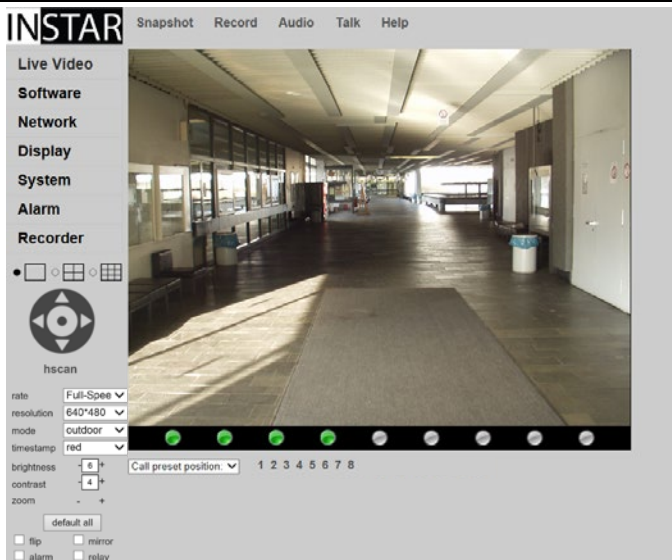 INSTAR
Snapshot Record Audio Talk Help
Live Video
Software
Network
Display
System
Alarm
Recorder
hscan
rate Full-Spee
resolution 640*480
mode outdoor
timestamp red
brightness - 6 +
contrast - 4 +
zoom - +
default all
flip mirror
alarm relay
Call preset position: 1 2 3 4 5 6 7 8